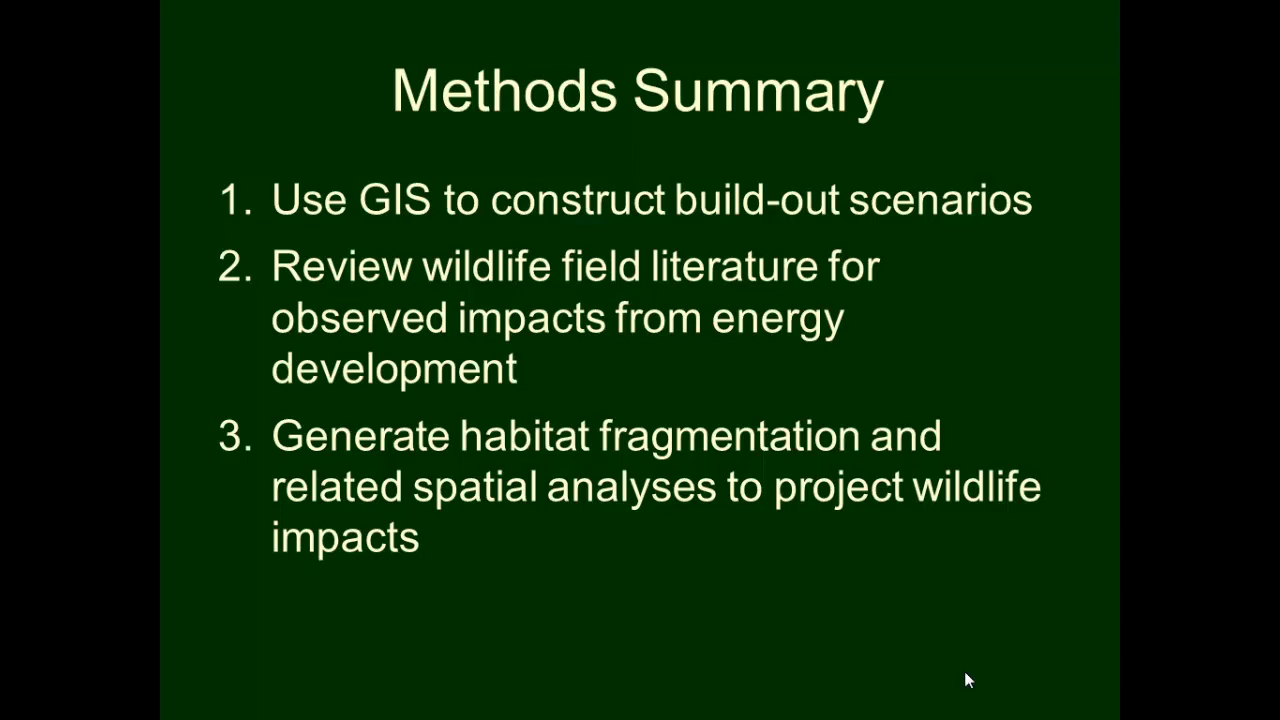 Methods Summary
1. Use GIS to construct build-out scenarios
2. Review wildlife field literature for
observed impacts from energy
development
3. Generate habitat fragmentation and
related spatial analyses to project wildlife
impacts